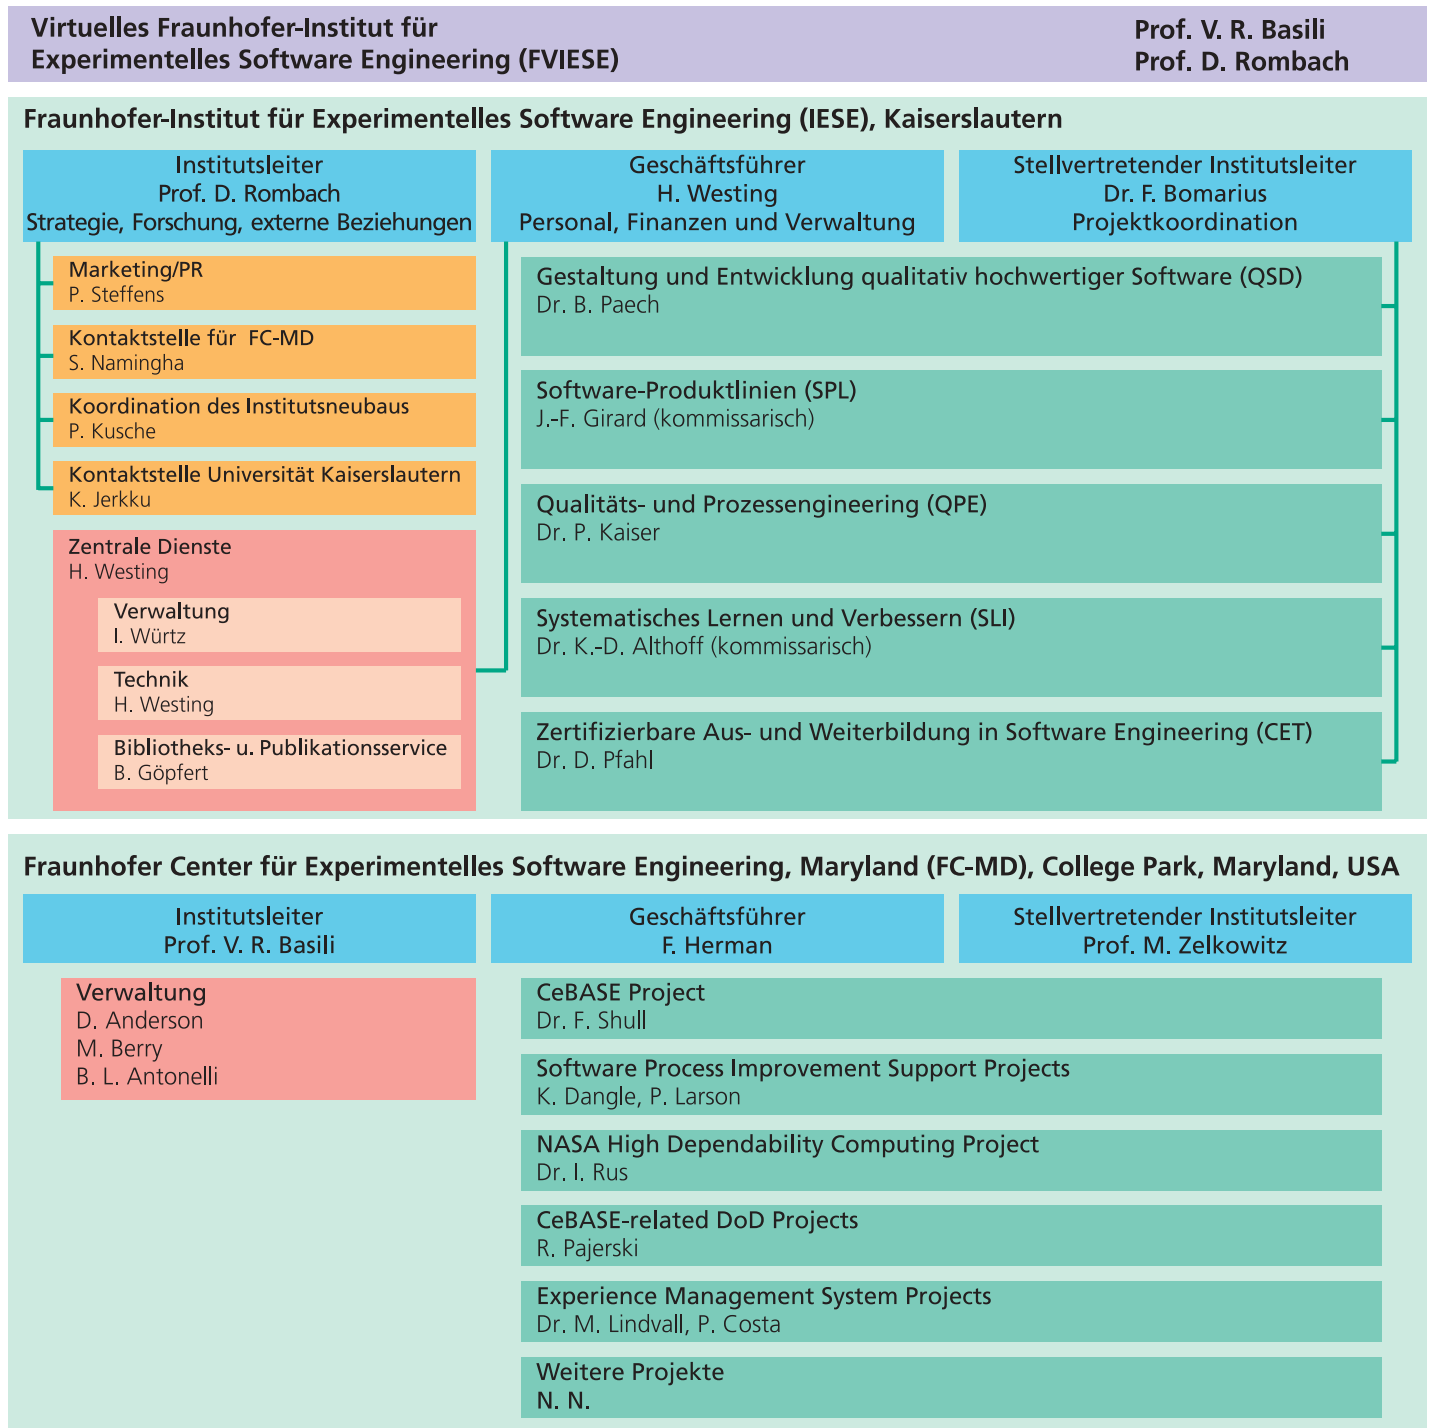 Virtuelles Fraunhofer-Institut für
Experimentelles Software Engineering (FVIESE)
Prof. V. R. Basili
Prof. D. Rombach
Fraunhofer-Institut für Experimentelles Software Engineering (IESE), Kaiserslautern
Institutsleiter
Prof. D. Rombach
Strategie, Forschung, externe Beziehungen
Geschäftsführer
H. Westing
Personal, Finanzen und Verwaltung
Stellvertretender Institutsleiter
Dr. F. Bomarius
Projektkoordination
Marketing/PR
P. Steffens
Kontaktstelle für FC-MD
S. Namingha
Koordination des Institutsneubaus
P. Kusche
Kontaktstelle Universität Kaiserslautern
K. Jerkku
Zentrale Dienste
H. Westing
Verwaltung
I. Würtz
Technik
H. Westing
Bibliotheks- u. Publikationsservice
B. Göpfert
Gestaltung und Entwicklung qualitativ hochwertiger Software (QSD)
Dr. B. Paech
Software-Produktlinien (SPL)
J.-F. Girard (kommissarisch)
Qualitäts- und Prozessengineering (QPE)
Dr. P. Kaiser
Systematisches Lernen und Verbessern (SLI)
Dr. K.-D. Althoff (kommissarisch)
Zertifizierbare Aus- und Weiterbildung in Software Engineering (CET)
Dr. D. Pfahl
Fraunhofer Center für Experimentelles Software Engineering, Maryland (FC-MD), College Park, Maryland, USA
Institutsleiter
Prof. V. R. Basili
Geschäftsführer
F. Herman
Stellvertretender Institutsleiter
Prof. M. Zelkowitz
Verwaltung
D. Anderson
M. Berry
B. L. Antonelli
CeBASE Project
Dr. F. Shull
Software Process Improvement Support Projects
K. Dangle, P. Larson
NASA High Dependability Computing Project
Dr. I. Rus
CeBASE-related DoD Projects
R. Pajerski
Experience Management System Projects
Dr. M. Lindvall, P. Costa
Weitere Projekte
N. N.